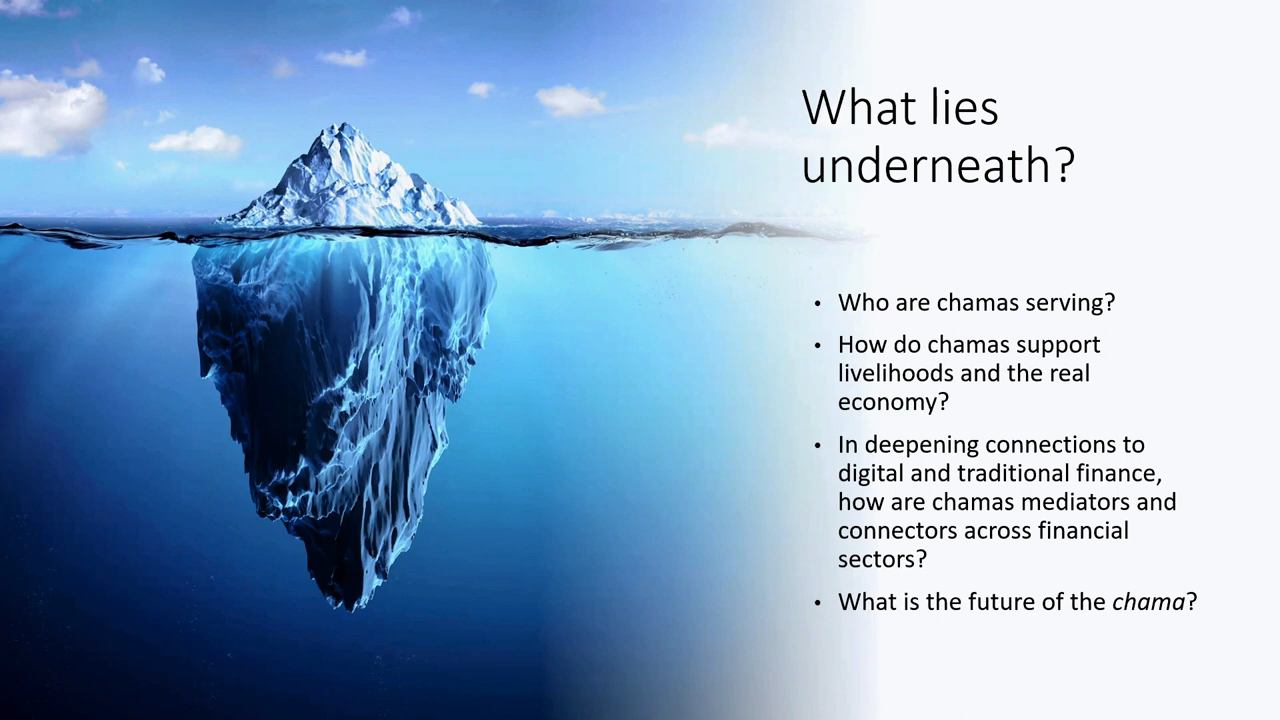 What lies
underneath?
• Who are chamas serving?
• How do chamas support
livelihoods and the real
economy?
• In deepening connections to
digital and traditional finance,
how are chamas mediators and
connectors across financial
sectors?
• What is the future of the chama?